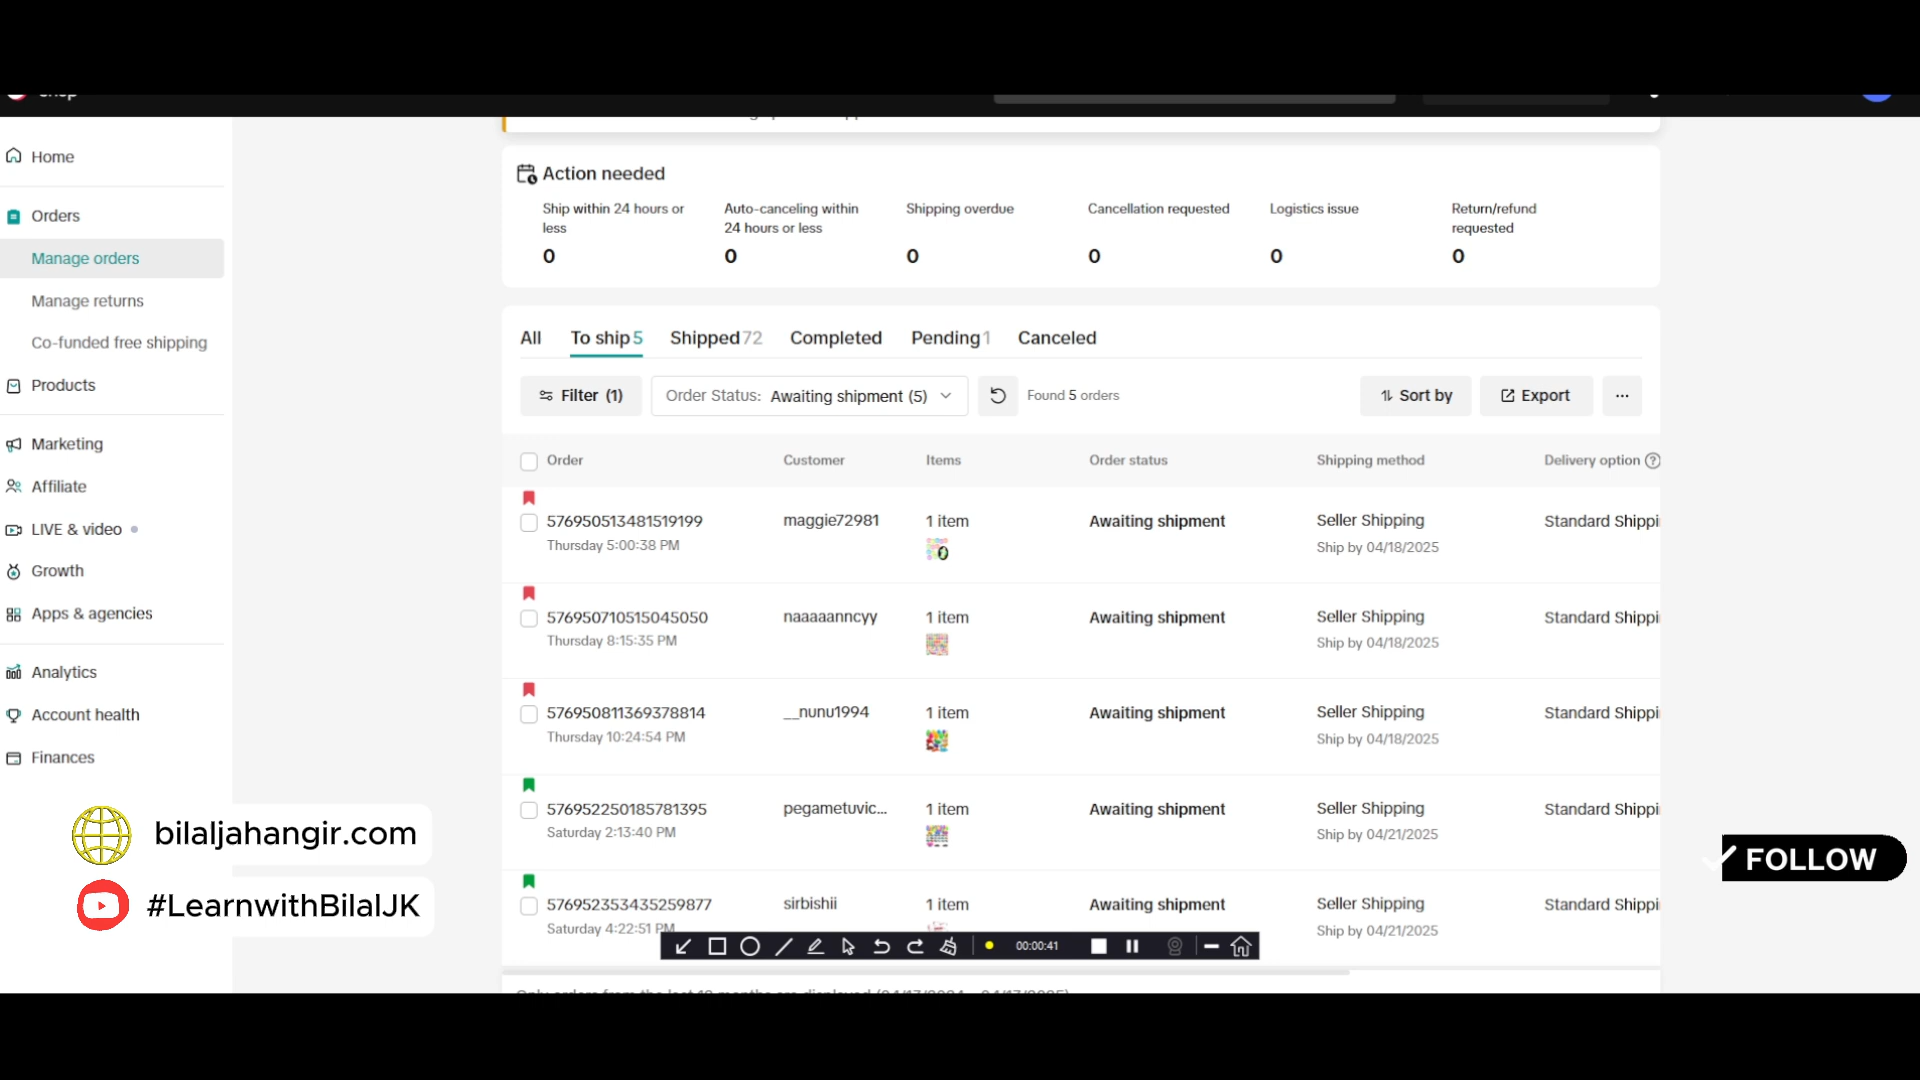 Shop
Home
Orders
Manage orders
Manage returns
Co-funded free shipping
Products
Marketing
Affiliate
LIVE & video
Growth
Apps & agencies
Analytics
Account health
Finances
bilaljahangir.com
#LearnwithBilalJK
Action needed
Ship within 24 hours or less
0
Auto-canceling within 24 hours or less
0
Shipping overdue
0
Cancellation requested
0
Logistics issue
0
Return/refund requested
0
All To ship 5 Shipped 72 Completed Pending 1 Canceled
Filter (1) Order Status: Awaiting shipment (5) Found 5 orders Sort by Export ...
Order Customer Items Order status Shipping method Delivery option ?
576950513481519199 maggie72981 1 item Awaiting shipment Seller Shipping Standard Shippi
Thursday 5:00:38 PM Ship by 04/18/2025
576950710515045050 naaaaanncyy 1 item Awaiting shipment Seller Shipping Standard Shippi
Thursday 8:15:35 PM Ship by 04/18/2025
576950811369378814 __nunu1994 1 item Awaiting shipment Seller Shipping Standard Shippi
Thursday 10:24:54 PM Ship by 04/18/2025
576952250185781395 pegametuvic... 1 item Awaiting shipment Seller Shipping Standard Shippi
Saturday 2:13:40 PM Ship by 04/21/2025
576952353435259877 sirbishii 1 item Awaiting shipment Seller Shipping Standard Shippi
Saturday 4:22:51 PM Ship by 04/21/2025
00:00:41
Only orders from the last 12 months are displayed
FOLLOW